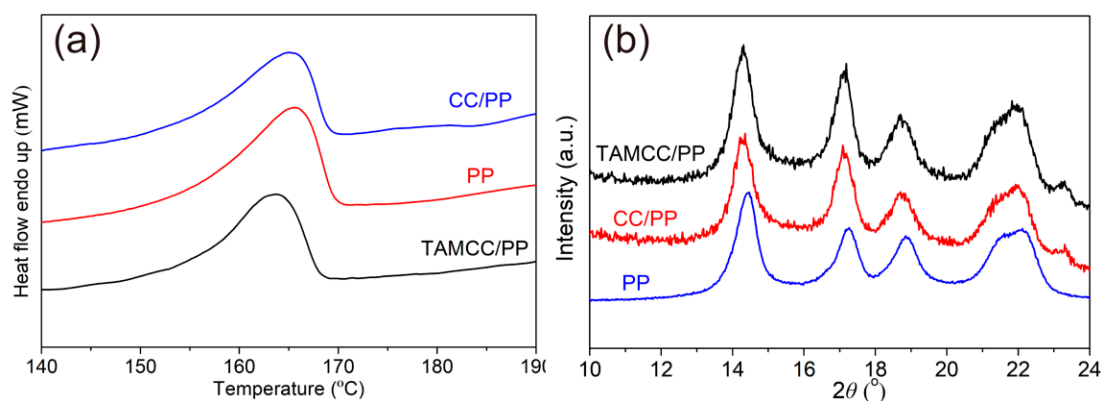 (a)
Heat flow endo up (mW)
CC/PP
PP
TAMCC/PP
140 150 160 170 180 190
Temperature (°C)
(b)
Intensity (a.u.)
TAMCC/PP
CC/PP
PP
10 12 14 16 18 20 22 24
2θ (°)